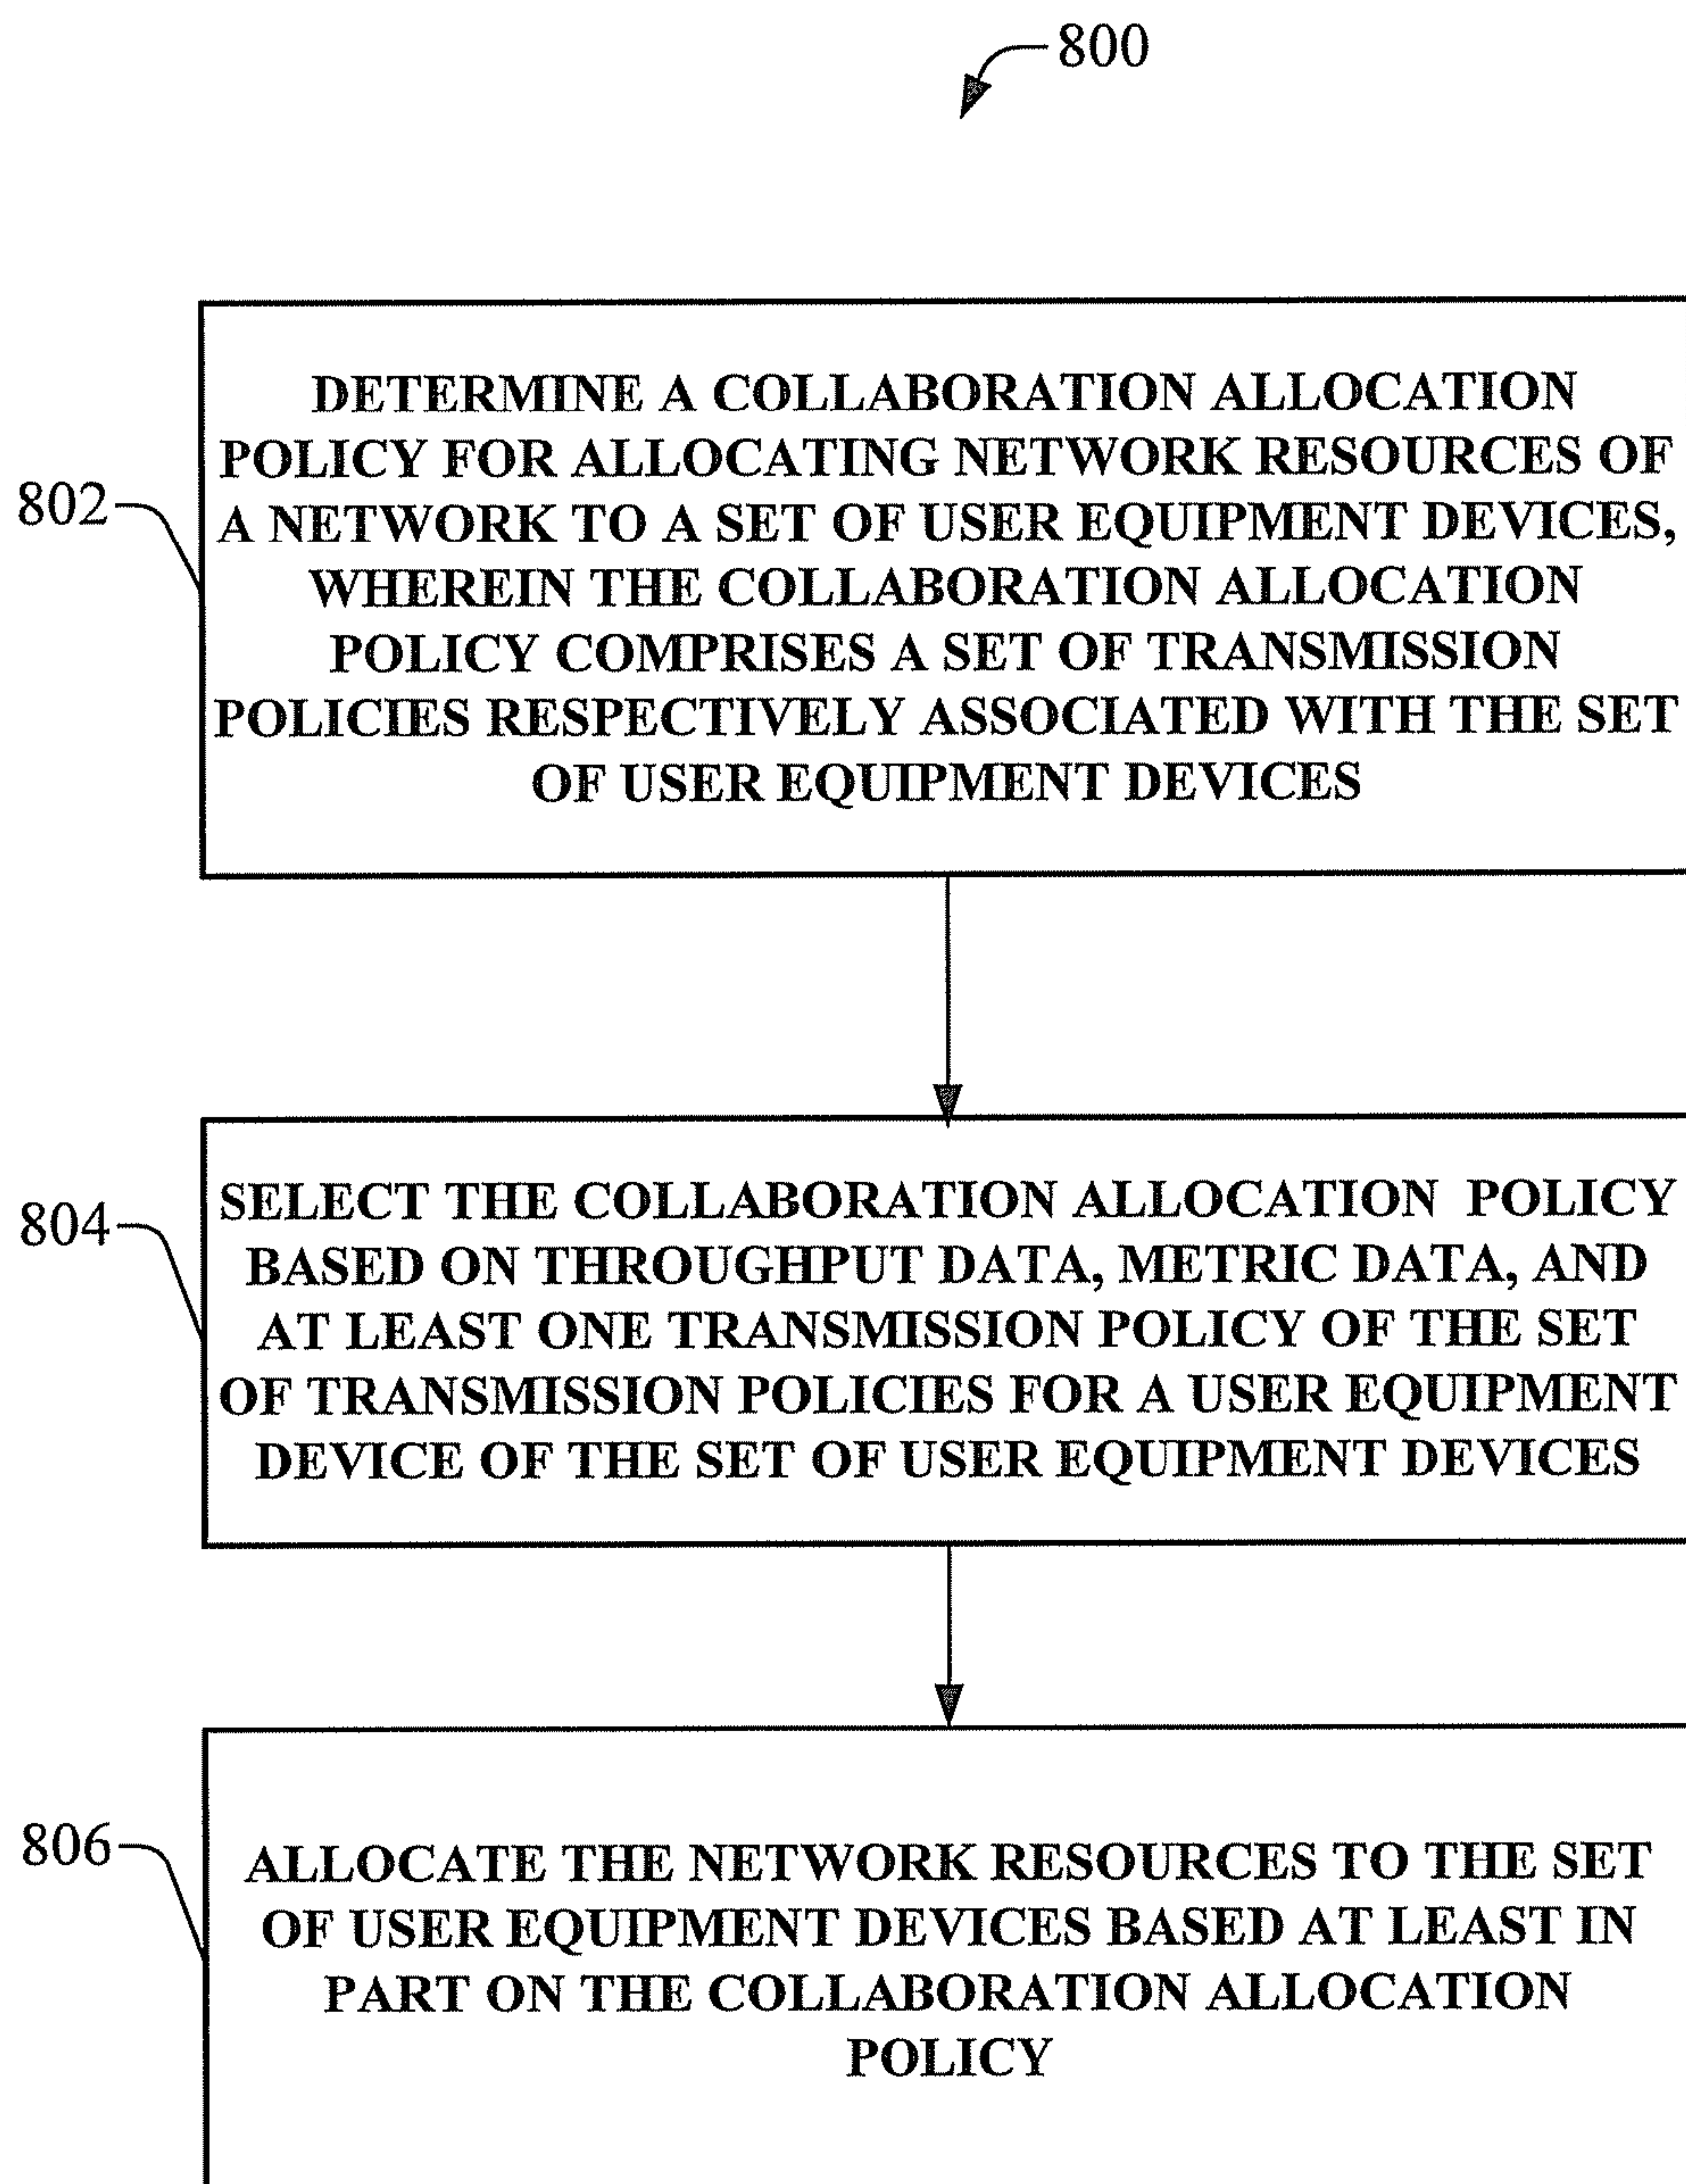 800
DETERMINE A COLLABORATION ALLOCATION
POLICY FOR ALLOCATING NETWORK RESOURCES OF
A NETWORK TO A SET OF USER EQUIPMENT DEVICES,
WHEREIN THE COLLABORATION ALLOCATION
POLICY COMPRISES A SET OF TRANSMISSION
POLICIES RESPECTIVELY ASSOCIATED WITH THE SET
OF USER EQUIPMENT DEVICES
802
SELECT THE COLLABORATION ALLOCATION POLICY
BASED ON THROUGHPUT DATA, METRIC DATA, AND
AT LEAST ONE TRANSMISSION POLICY OF THE SET
OF TRANSMISSION POLICIES FOR A USER EQUIPMENT
DEVICE OF THE SET OF USER EQUIPMENT DEVICES
804
ALLOCATE THE NETWORK RESOURCES TO THE SET
OF USER EQUIPMENT DEVICES BASED AT LEAST IN
PART ON THE COLLABORATION ALLOCATION
POLICY
806